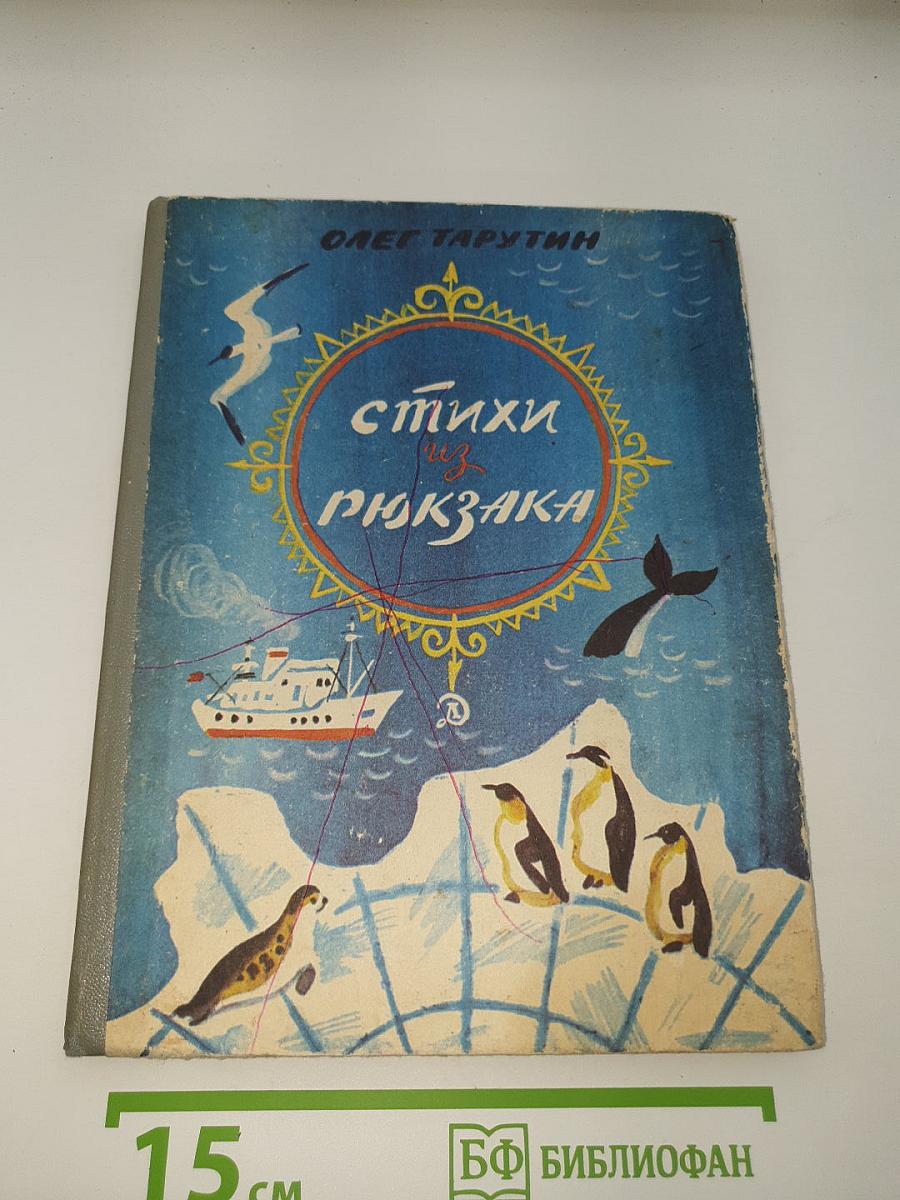 ОЛЕГ ТАРУТИН
СТИХИ
из
РЮКЗАКА
Д
15 см
БФ БИБЛИОФАН